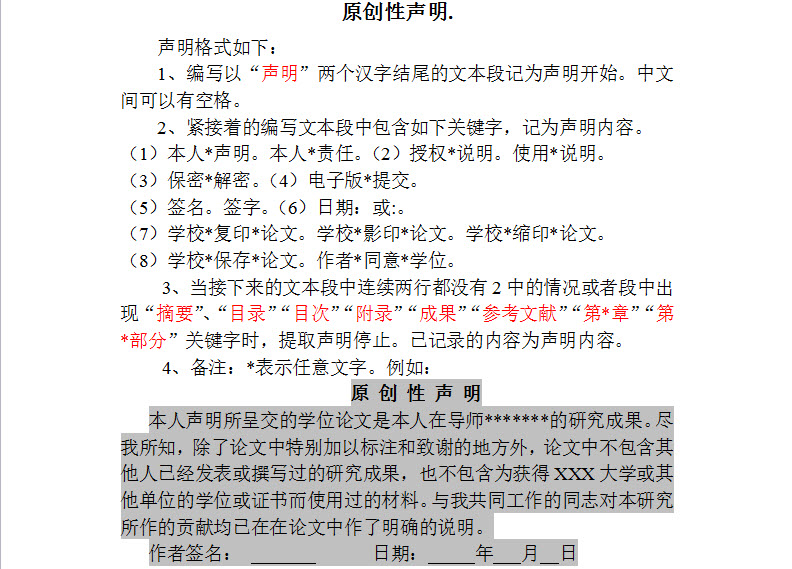 原创性声明.
声明格式如下：
1、编写以“声明”两个汉字结尾的文本段记为声明开始。中文
间可以有空格。
2、紧接着的编写文本段中包含如下关键字，记为声明内容。
（1）本人*声明。本人*责任。（2）授权*说明。使用*说明。
（3）保密*解密。（4）电子版*提交。
（5）签名。签字。（6）日期：或:。
（7）学校*复印*论文。学校*影印*论文。学校*缩印*论文。
（8）学校*保存*论文。作者*同意*学位。
3、当接下来的文本段中连续两行都没有 2 中的情况或者段中出
现“摘要”、“目录”“目次”“附录”“成果”“参考文献”“第*章”“第
*部分”关键字时，提取声明停止。已记录的内容为声明内容。
4、备注：*表示任意文字。例如：
原 创 性 声 明
本人声明所呈交的学位论文是本人在导师*******的研究成果。尽
我所知，除了论文中特别加以标注和致谢的地方外，论文中不包含其
他人已经发表或撰写过的研究成果，也不包含为获得 XXX 大学或其
他单位的学位或证书而使用过的材料。与我共同工作的同志对本研究
所作的贡献均已在在论文中作了明确的说明。
作者签名： _______ 日期：_____年___月__日